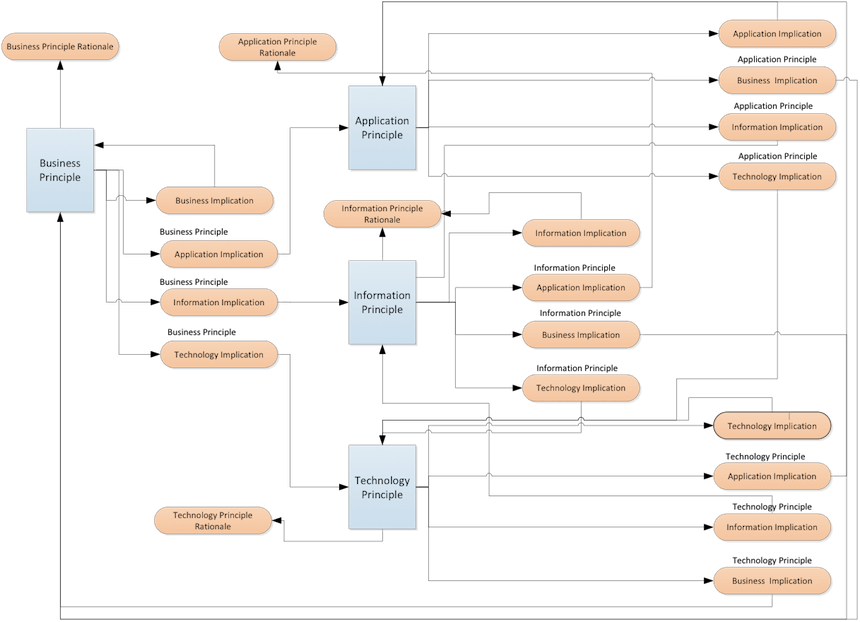 Business Principle Rationale
Application Principle
Rationale
Application Implication
Application Principle
Business  Implication
Application Principle
Information Implication
Application Principle
Technology Implication
Application
Principle
Business
Principle
Business Implication
Business Principle
Application Implication
Business Principle
Information Implication
Business Principle
Technology Implication
Information Principle
Rationale
Information
Principle
Information Implication
Information Principle
Application Implication
Information Principle
Business Implication
Information Principle
Technology Implication
Technology
Principle
Technology Principle
Rationale
Technology Implication
Technology Principle
Application Implication
Technology Principle
Information Implication
Technology Principle
Business  Implication